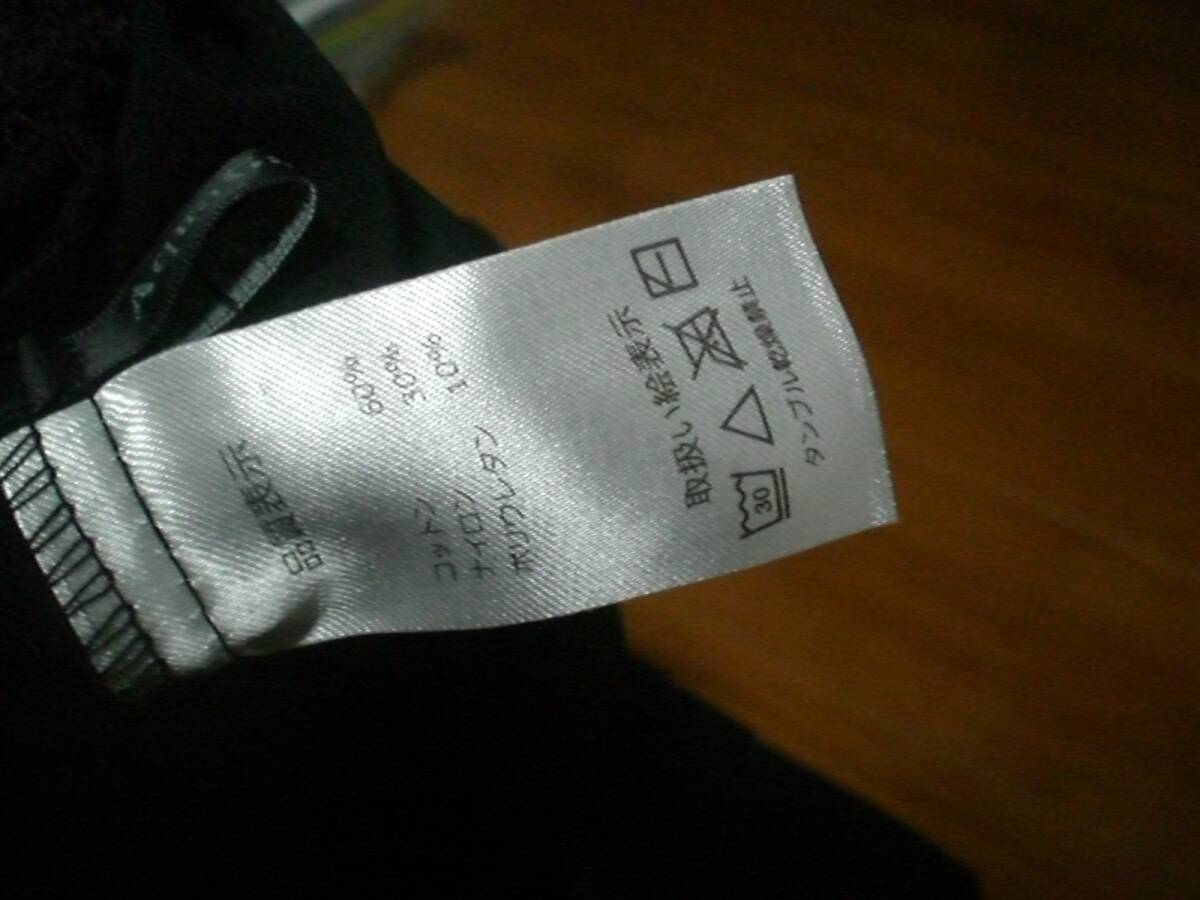 品質表示
コットン 60%
ナイロン 30%
ポリウレタン 10%
取扱い絵表示
30
タンブル乾燥禁止